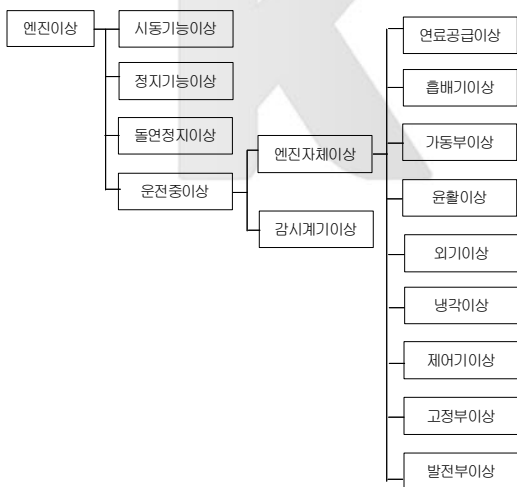 엔진이상
시동기능이상
정지기능이상
돌연정지이상
운전중이상
엔진자체이상
감시계기이상
연료공급이상
흡배기이상
가동부이상
윤활이상
외기이상
냉각이상
제어기이상
고정부이상
발전부이상